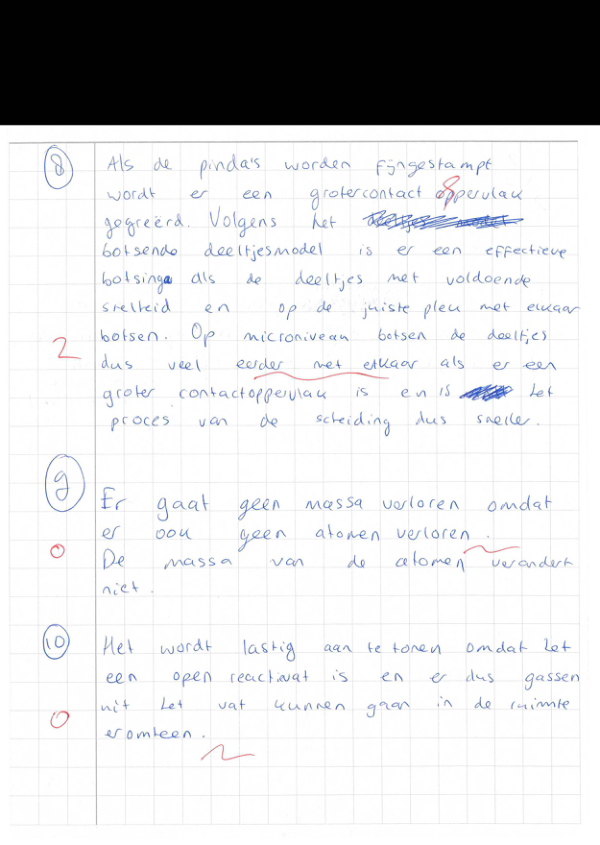 8 Als de pinda's worden fijngestampt
wordt er een groter contact oppervlak
gegreërd. Volgens het
botsende deeltjesmodel is er een effectieve
botsinge als de deeltjes met voldoende
snelheid en op de juiste plek met elkaar
botsen. Op microniveau botsen de deeltjes
2 dus veel eerder met elkaar als er een
groter contactoppervlak is en is het
proces van de scheiding dus sneller.
9 Er gaat geen massa verloren omdat
er ook geen atomen verloren.
0 De massa van de atomen verandert
niet.
10 Het wordt lastig aan te tonen omdat het
een open reactievat is en er dus gassen
uit het vat kunnen gaan in de ruimte
0 eromheen.